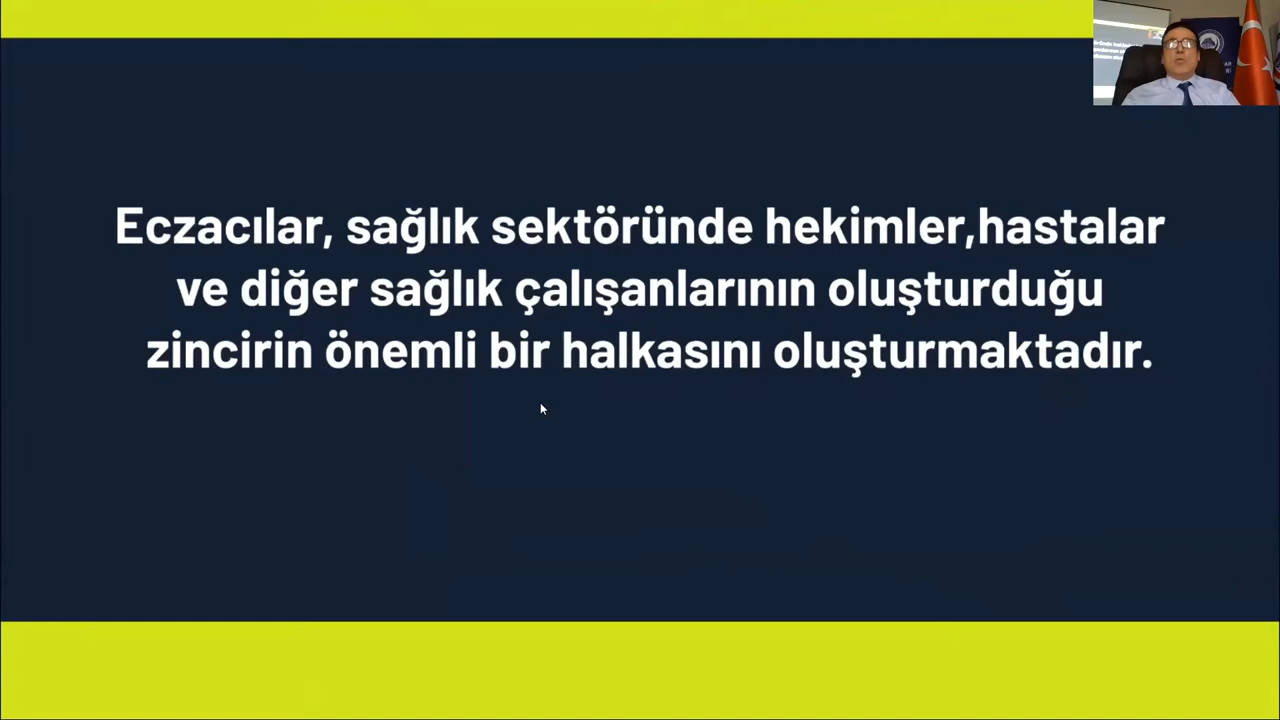 Eczacılar, sağlık sektöründe hekimler,hastalar
ve diğer sağlık çalışanlarının oluşturduğu
zincirin önemli bir halkasını oluşturmaktadır.